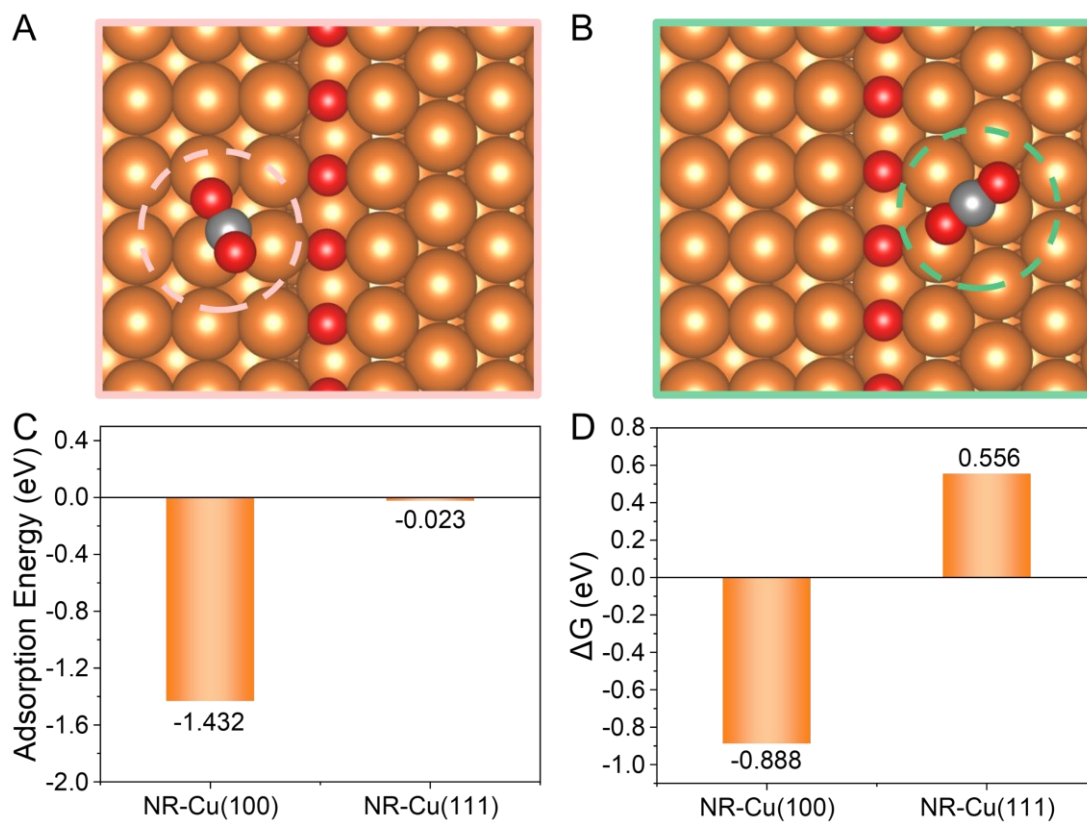 A
B
C
Adsorption Energy (eV)
0.4
0.0
-0.4
-0.8
-1.2
-1.6
-2.0
-1.432
-0.023
NR-Cu(100)
NR-Cu(111)
D
ΔG (eV)
0.8
0.6
0.4
0.2
0.0
-0.2
-0.4
-0.6
-0.8
-1.0
0.556
-0.888
NR-Cu(100)
NR-Cu(111)